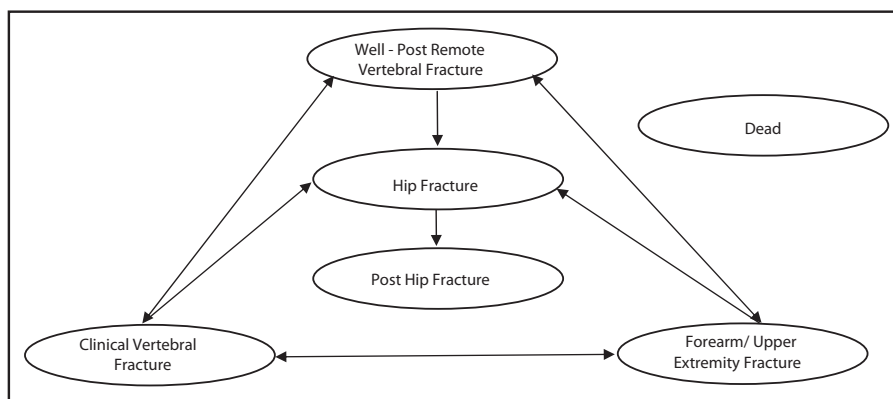 Well - Post Remote
Vertebral Fracture
Dead
Hip Fracture
Post Hip Fracture
Clinical Vertebral
Fracture
Forearm/ Upper
Extremity Fracture